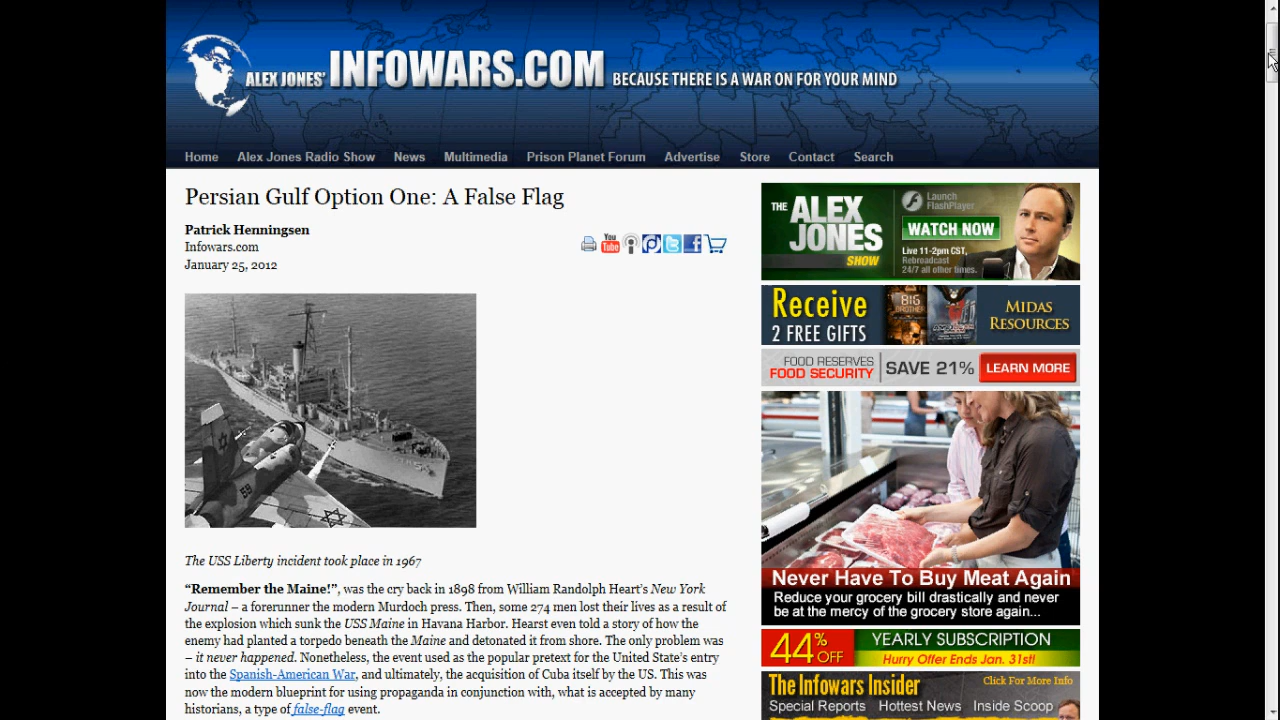 ALEX JONES' INFOWARS.COM BECAUSE THERE IS A WAR ON FOR YOUR MIND
Home Alex Jones Radio Show News Multimedia Prison Planet Forum Advertise Store Contact Search
Persian Gulf Option One: A False Flag
Patrick Henningsen
Infowars.com
January 25, 2012
You
Tube
The USS Liberty incident took place in 1967
“Remember the Maine!”, was the cry back in 1898 from William Randolph Heart’s New York
Journal – a forerunner the modern Murdoch press. Then, some 274 men lost their lives as a result of
the explosion which sunk the USS Maine in Havana Harbor. Hearst even told a story of how the
enemy had planted a torpedo beneath the Maine and detonated it from shore. The only problem was
– it never happened. Nonetheless, the event used as the popular pretext for the United State’s entry
into the Spanish-American War, and ultimately, the acquisition of Cuba itself by the US. This was
now the modern blueprint for using propaganda in conjunction with, what is accepted by many
historians, a type of false-flag event.
THE
ALEX
JONES
SHOW
Launch
FlashPlayer
WATCH NOW
Live 11-2pm CST,
Rebroadcast
24/7 all other times.
Receive
2 FREE GIFTS
BIG
BROTHER
MIDAS
RESOURCES
FOOD RESERVES
FOOD SECURITY
SAVE 21%
LEARN MORE
Never Have To Buy Meat Again
Reduce your grocery bill drastically and never
be at the mercy of the grocery store again...
44% OFF
YEARLY SUBSCRIPTION
Hurry Offer Ends Jan. 31st!
The Infowars Insider
Click For More Info
Special Reports Hottest News Inside Scoop